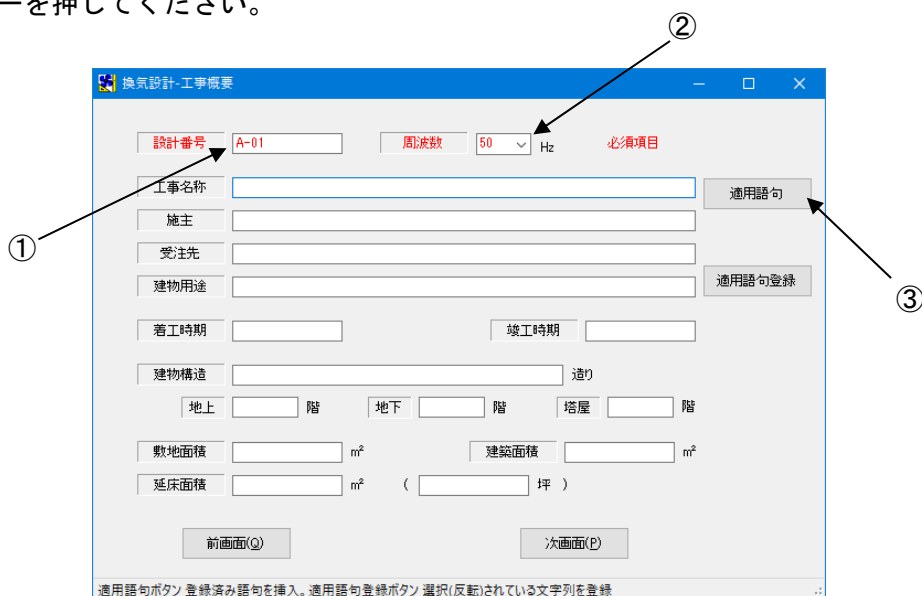 ーを押してください。
②
換気設計-工事概要
設計番号 A-01 周波数 50 Hz 必須項目
工事名称 適用語句
施主
①
受注先
建物用途 適用語句登録
③
着工時期 竣工時期
建物構造 造り
地上 階 地下 階 塔屋 階
敷地面積 m² 建築面積 m²
延床面積 m² ( 坪 )
前画面(Q) 次画面(P)
適用語句ボタン 登録済み語句を挿入。適用語句登録ボタン 選択(反転)されている文字列を登録